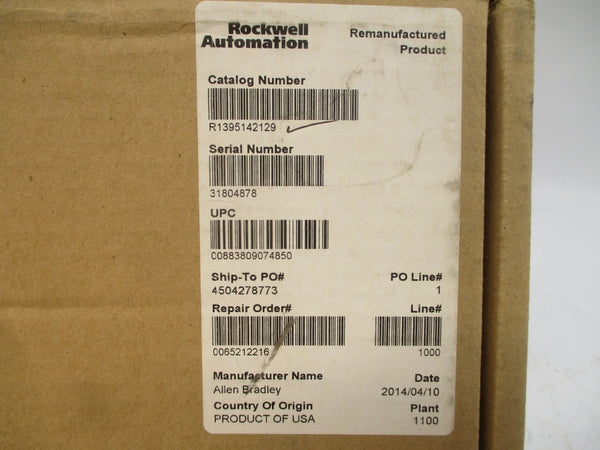 Rockwell
Automation
Remanufactured
Product
Catalog Number
R1395142129
Serial Number
31804878
UPC
00883809074850
Ship-To PO# PO Line#
4504278773 1
Repair Order# Line#
0065212216 1000
Manufacturer Name Date
Allen Bradley 2014/04/10
Country Of Origin Plant
PRODUCT OF USA 1100